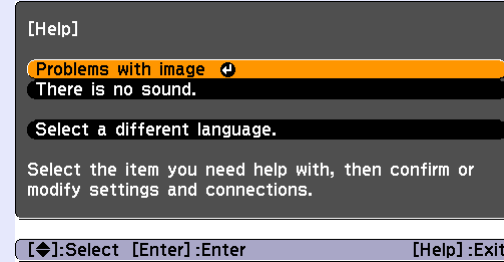 [Help]
Problems with image
There is no sound.
Select a different language.
Select the item you need help with, then confirm or
modify settings and connections.
[◆]:Select [Enter]:Enter [Help]:Exit